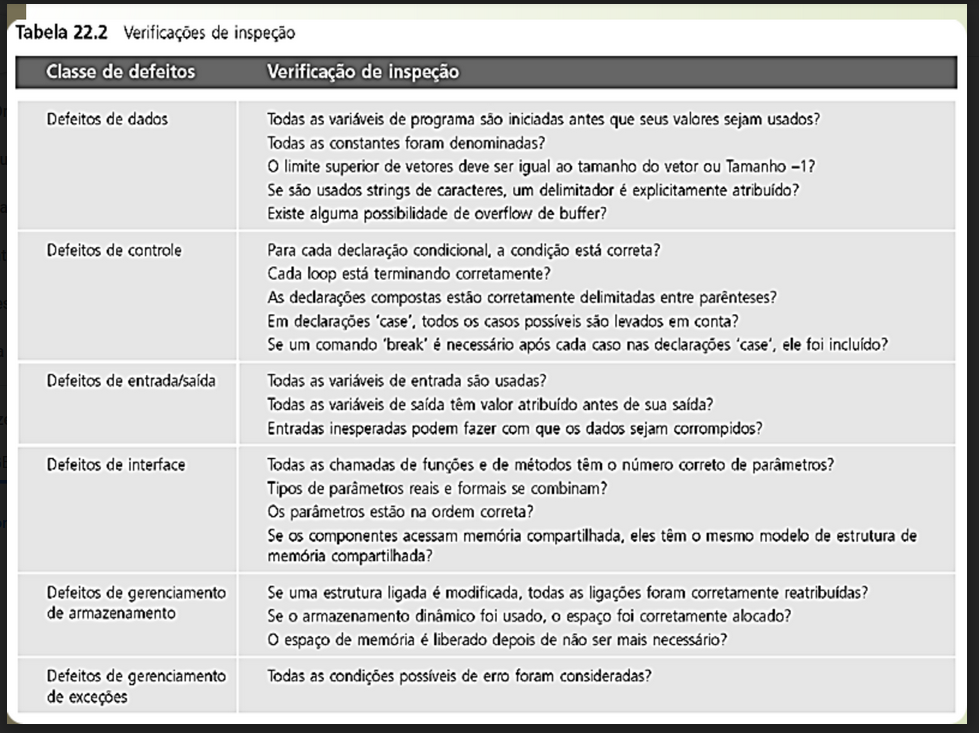 Tabela 22.2 Verificações de inspeção
Classe de defeitos Verificação de inspeção
Defeitos de dados Todas as variáveis de programa são iniciadas antes que seus valores sejam usados?
Todas as constantes foram denominadas?
O limite superior de vetores deve ser igual ao tamanho do vetor ou Tamanho –1?
Se são usados strings de caracteres, um delimitador é explicitamente atribuído?
Existe alguma possibilidade de overflow de buffer?
Defeitos de controle Para cada declaração condicional, a condição está correta?
Cada loop está terminando corretamente?
As declarações compostas estão corretamente delimitadas entre parênteses?
Em declarações ‘case’, todos os casos possíveis são levados em conta?
Se um comando ‘break’ é necessário após cada caso nas declarações ‘case’, ele foi incluído?
Defeitos de entrada/saída Todas as variáveis de entrada são usadas?
Todas as variáveis de saída têm valor atribuído antes de sua saída?
Entradas inesperadas podem fazer com que os dados sejam corrompidos?
Defeitos de interface Todas as chamadas de funções e de métodos têm o número correto de parâmetros?
Tipos de parâmetros reais e formais se combinam?
Os parâmetros estão na ordem correta?
Se os componentes acessam memória compartilhada, eles têm o mesmo modelo de estrutura de
memória compartilhada?
Defeitos de gerenciamento Se uma estrutura ligada é modificada, todas as ligações foram corretamente reatribuídas?
de armazenamento Se o armazenamento dinâmico foi usado, o espaço foi corretamente alocado?
O espaço de memória é liberado depois de não ser mais necessário?
Defeitos de gerenciamento Todas as condições possíveis de erro foram consideradas?
de exceções